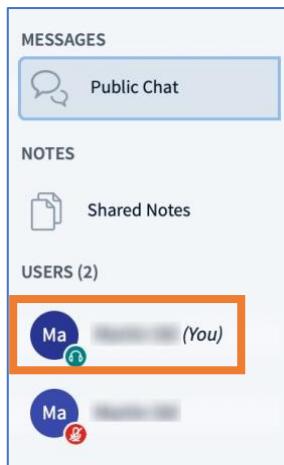 MESSAGES
Public Chat
NOTES
Shared Notes
USERS (2)
Ma (You)
Ma